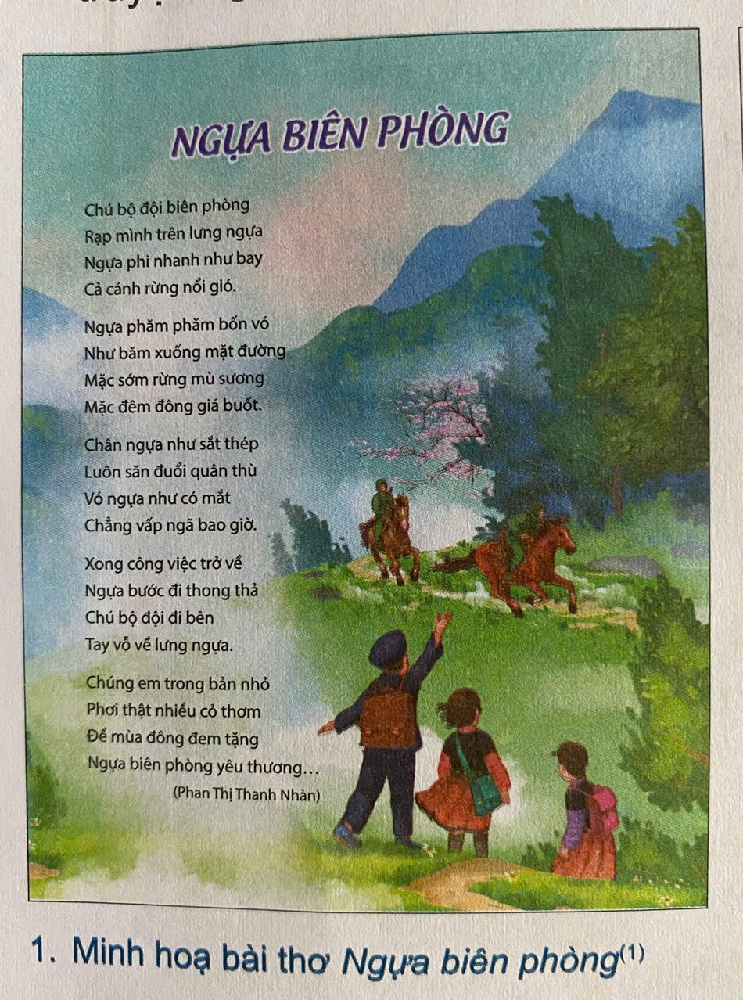 NGỰA BIÊN PHÒNG
Chú bộ đội biên phòng
Rạp mình trên lưng ngựa
Ngựa phi nhanh như bay
Cả cánh rừng nổi gió.
Ngựa phăm phăm bốn vó
Như băm xuống mặt đường
Mặc sớm rừng mù sương
Mặc đêm đông giá buốt.
Chân ngựa như sắt thép
Luôn săn đuổi quân thù
Vó ngựa như có mắt
Chẳng vấp ngã bao giờ.
Xong công việc trở về
Ngựa bước đi thong thả
Chú bộ đội đi bên
Tay vỗ về lưng ngựa.
Chúng em trong bản nhỏ
Phơi thật nhiều cỏ thơm
Để mùa đông đem tặng
Ngựa biên phòng yêu thương...
(Phan Thị Thanh Nhàn)
1. Minh hoạ bài thơ Ngựa biên phòng⁽¹⁾